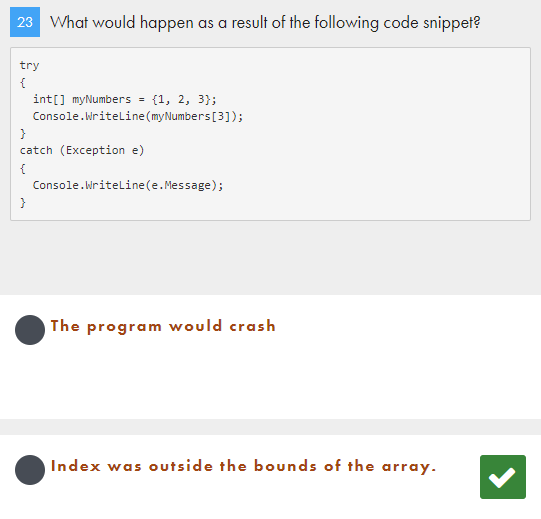 23 What would happen as a result of the following code snippet?
try
{
  int[] myNumbers = {1, 2, 3};
  Console.WriteLine(myNumbers[3]);
}
catch (Exception e)
{
  Console.WriteLine(e.Message);
}
The program would crash
Index was outside the bounds of the array.